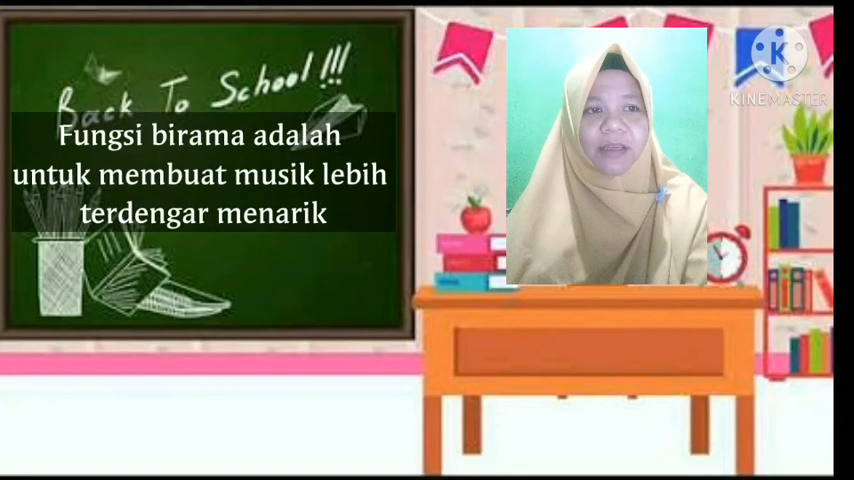 Back To School!!!
Fungsi birama adalah
untuk membuat musik lebih
terdengar menarik
K
KINEMASTER